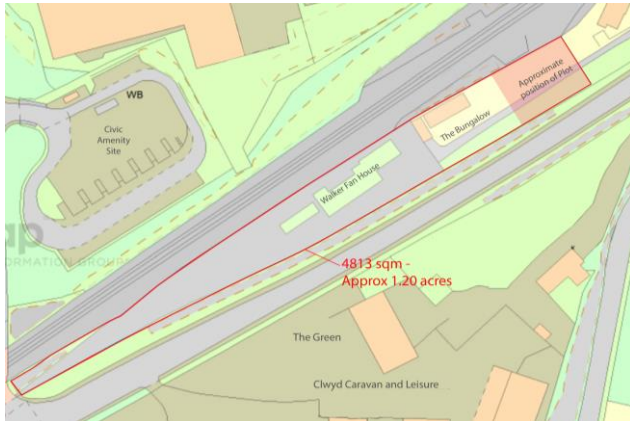 WB
Civic
Amenity
Site
Approximate
position of Plot
The Bungalow
Walker Fan House
4813 sqm -
Approx 1.20 acres
The Green
Clwyd Caravan and Leisure